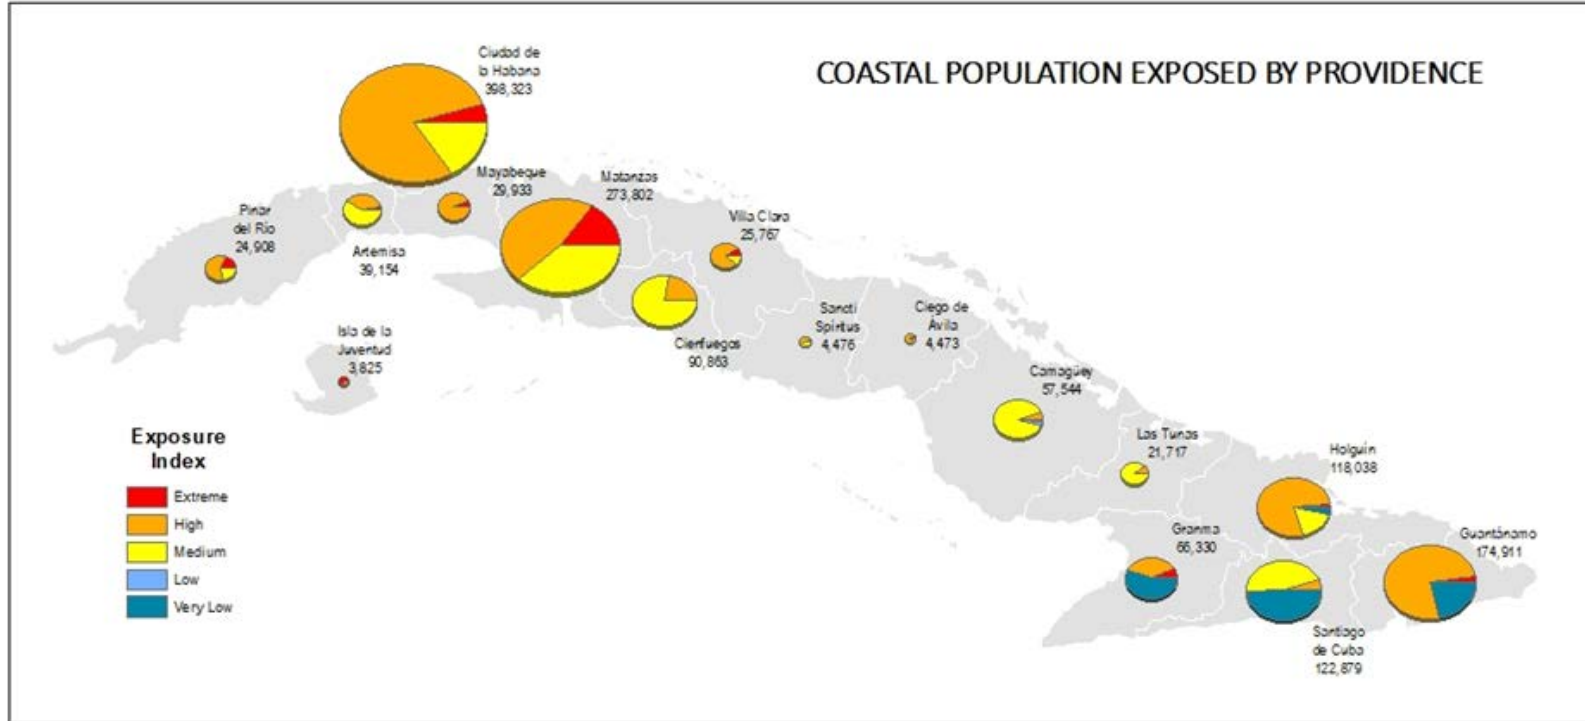 COASTAL POPULATION EXPOSED BY PROVIDENCE
Ciudad de
la Habana
398,323
Mayabeque
29,933
Matanzas
273,802
Pinar
del Río
24,908
Artemisa
39,154
Villa Clara
25,767
Isla de la
Juventud
3,825
Cienfuegos
90,863
Sancti
Spiritus
4,476
Ciego de
Ávila
4,473
Camagüey
57,544
Las Tunas
21,717
Holguín
118,038
Granma
66,330
Guantánamo
174,911
Santiago
de Cuba
122,879
Exposure
Index
Extreme
High
Medium
Low
Very Low